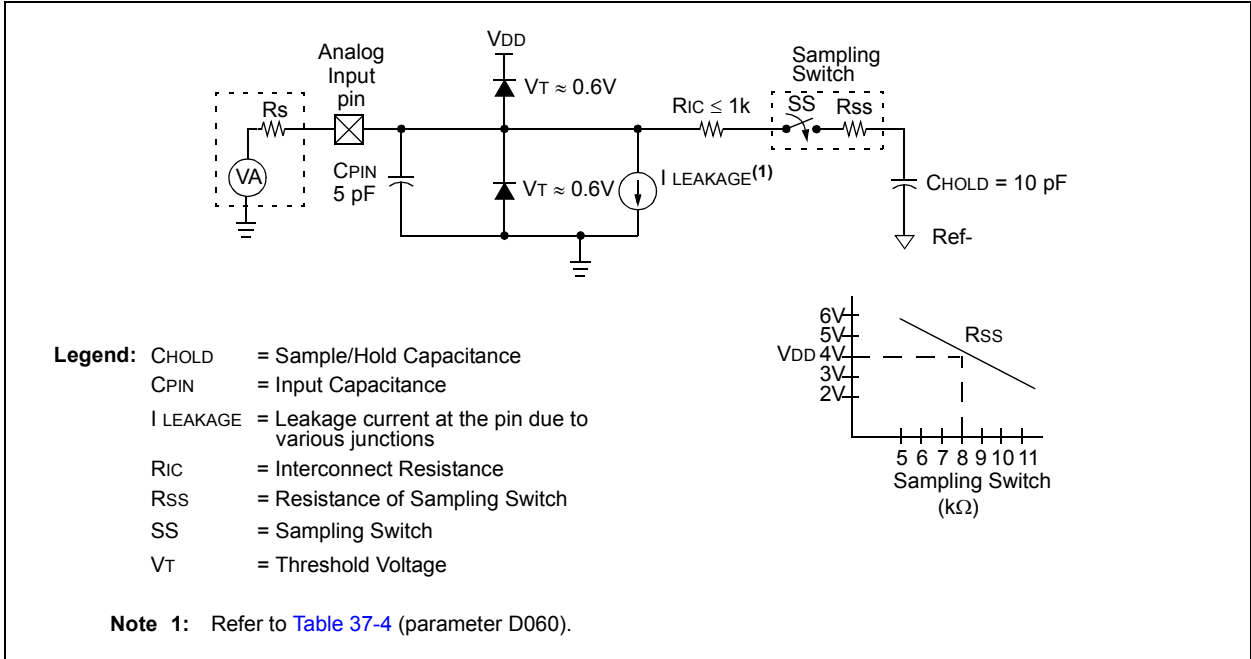 VDD
Analog
Input
pin
VT ≈ 0.6V
Sampling
Switch
Rs
RIC ≤ 1k
SS
Rss
VA
CPIN
5 pF
VT ≈ 0.6V
I LEAKAGE(1)
CHOLD = 10 pF
Ref-
6V
5V
VDD 4V
3V
2V
RSS
5 6 7 8 9 10 11
Sampling Switch
(kΩ)
Legend: CHOLD = Sample/Hold Capacitance
CPIN = Input Capacitance
I LEAKAGE = Leakage current at the pin due to
various junctions
RIC = Interconnect Resistance
RSS = Resistance of Sampling Switch
SS = Sampling Switch
VT = Threshold Voltage
Note 1: Refer to Table 37-4 (parameter D060).